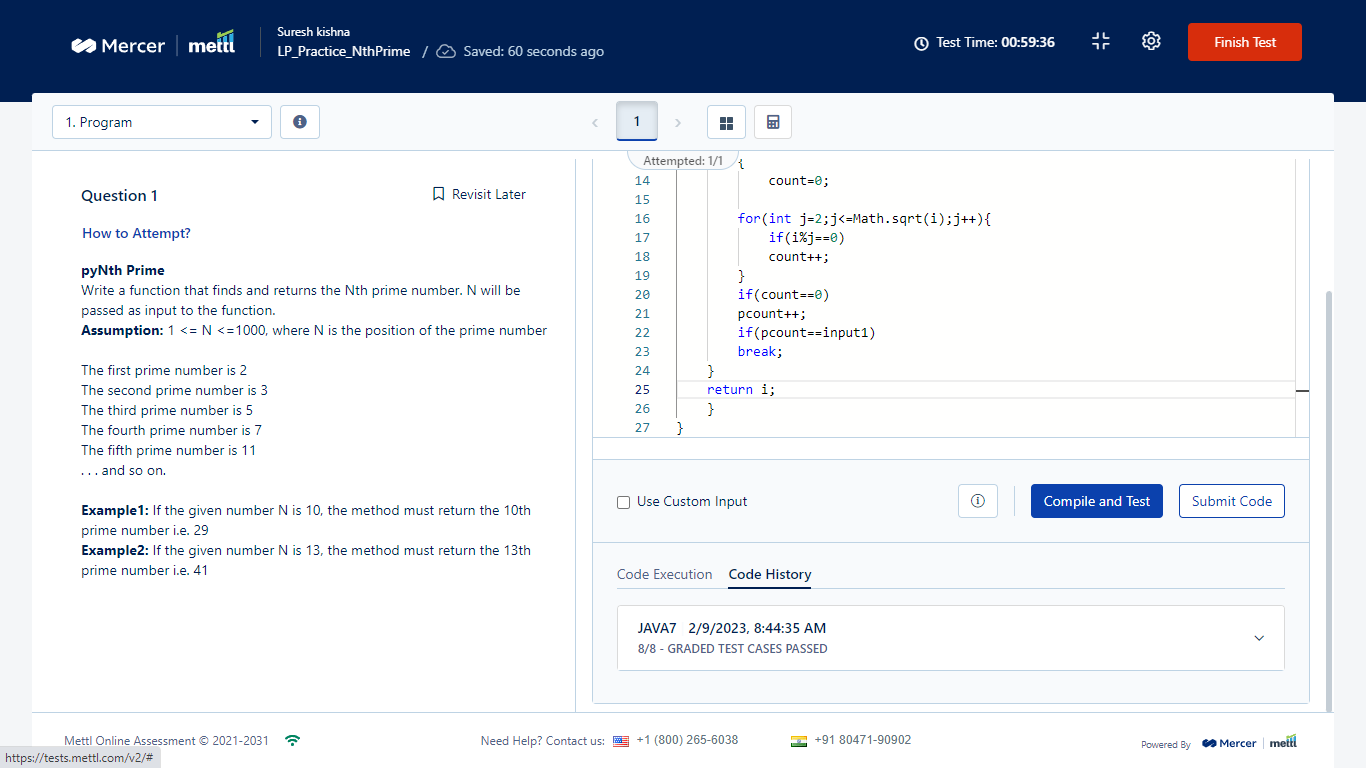 Mercer | mettl
Suresh kishna
LP_Practice_NthPrime / Saved: 60 seconds ago
Test Time: 00:59:36
Finish Test
1. Program
1
Attempted: 1/1
Question 1
Revisit Later
How to Attempt?
pyNth Prime
Write a function that finds and returns the Nth prime number. N will be
passed as input to the function.
Assumption: 1 <= N <=1000, where N is the position of the prime number
The first prime number is 2
The second prime number is 3
The third prime number is 5
The fourth prime number is 7
The fifth prime number is 11
. . . and so on.
Example1: If the given number N is 10, the method must return the 10th
prime number i.e. 29
Example2: If the given number N is 13, the method must return the 13th
prime number i.e. 41
{
14 count=0;
15
16 for(int j=2;j<=Math.sqrt(i);j++){
17 if(i%j==0)
18 count++;
19 }
20 if(count==0)
21 pcount++;
22 if(pcount==input1)
23 break;
24 }
25 return i;
26 }
27 }
Use Custom Input
Compile and Test
Submit Code
Code Execution
Code History
JAVA7 2/9/2023, 8:44:35 AM
8/8 - GRADED TEST CASES PASSED
Mettl Online Assessment © 2021-2031
Need Help? Contact us: +1 (800) 265-6038
+91 80471-90902
Powered By Mercer | mettl
https://tests.mettl.com/v2/#